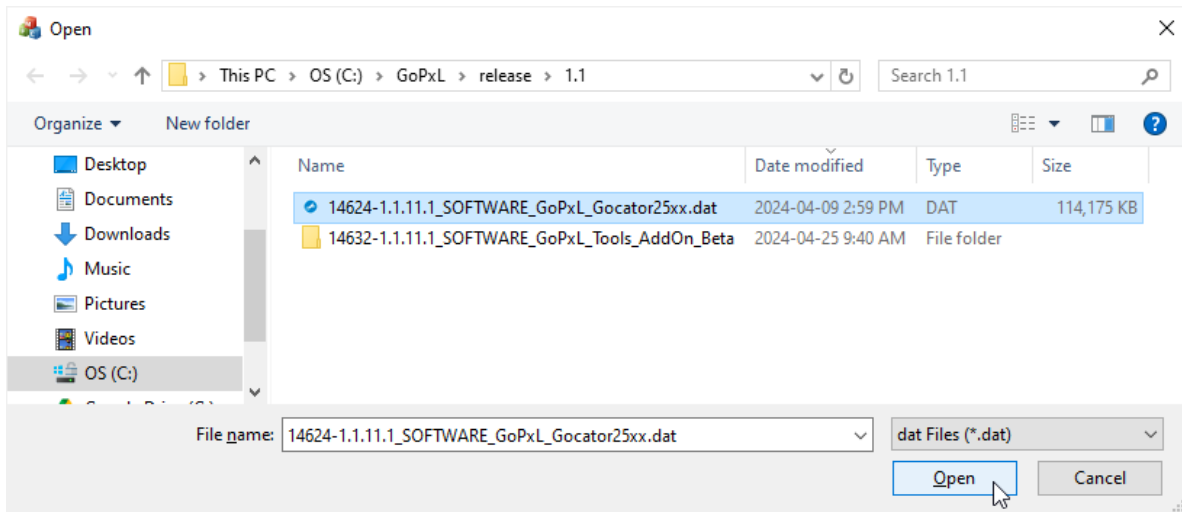 Open
This PC > OS (C:) > GoPxL > release > 1.1
Search 1.1
Organize
New folder
Name
Date modified
Type
Size
14624-1.1.11.1_SOFTWARE_GoPxL_Gocator25xx.dat 2024-04-09 2:59 PM DAT 114,175 KB
14632-1.1.11.1_SOFTWARE_GoPxL_Tools_AddOn_Beta 2024-04-25 9:40 AM File folder
Desktop
Documents
Downloads
Music
Pictures
Videos
OS (C:)
File name: 14624-1.1.11.1_SOFTWARE_GoPxL_Gocator25xx.dat
dat Files (*.dat)
Open
Cancel